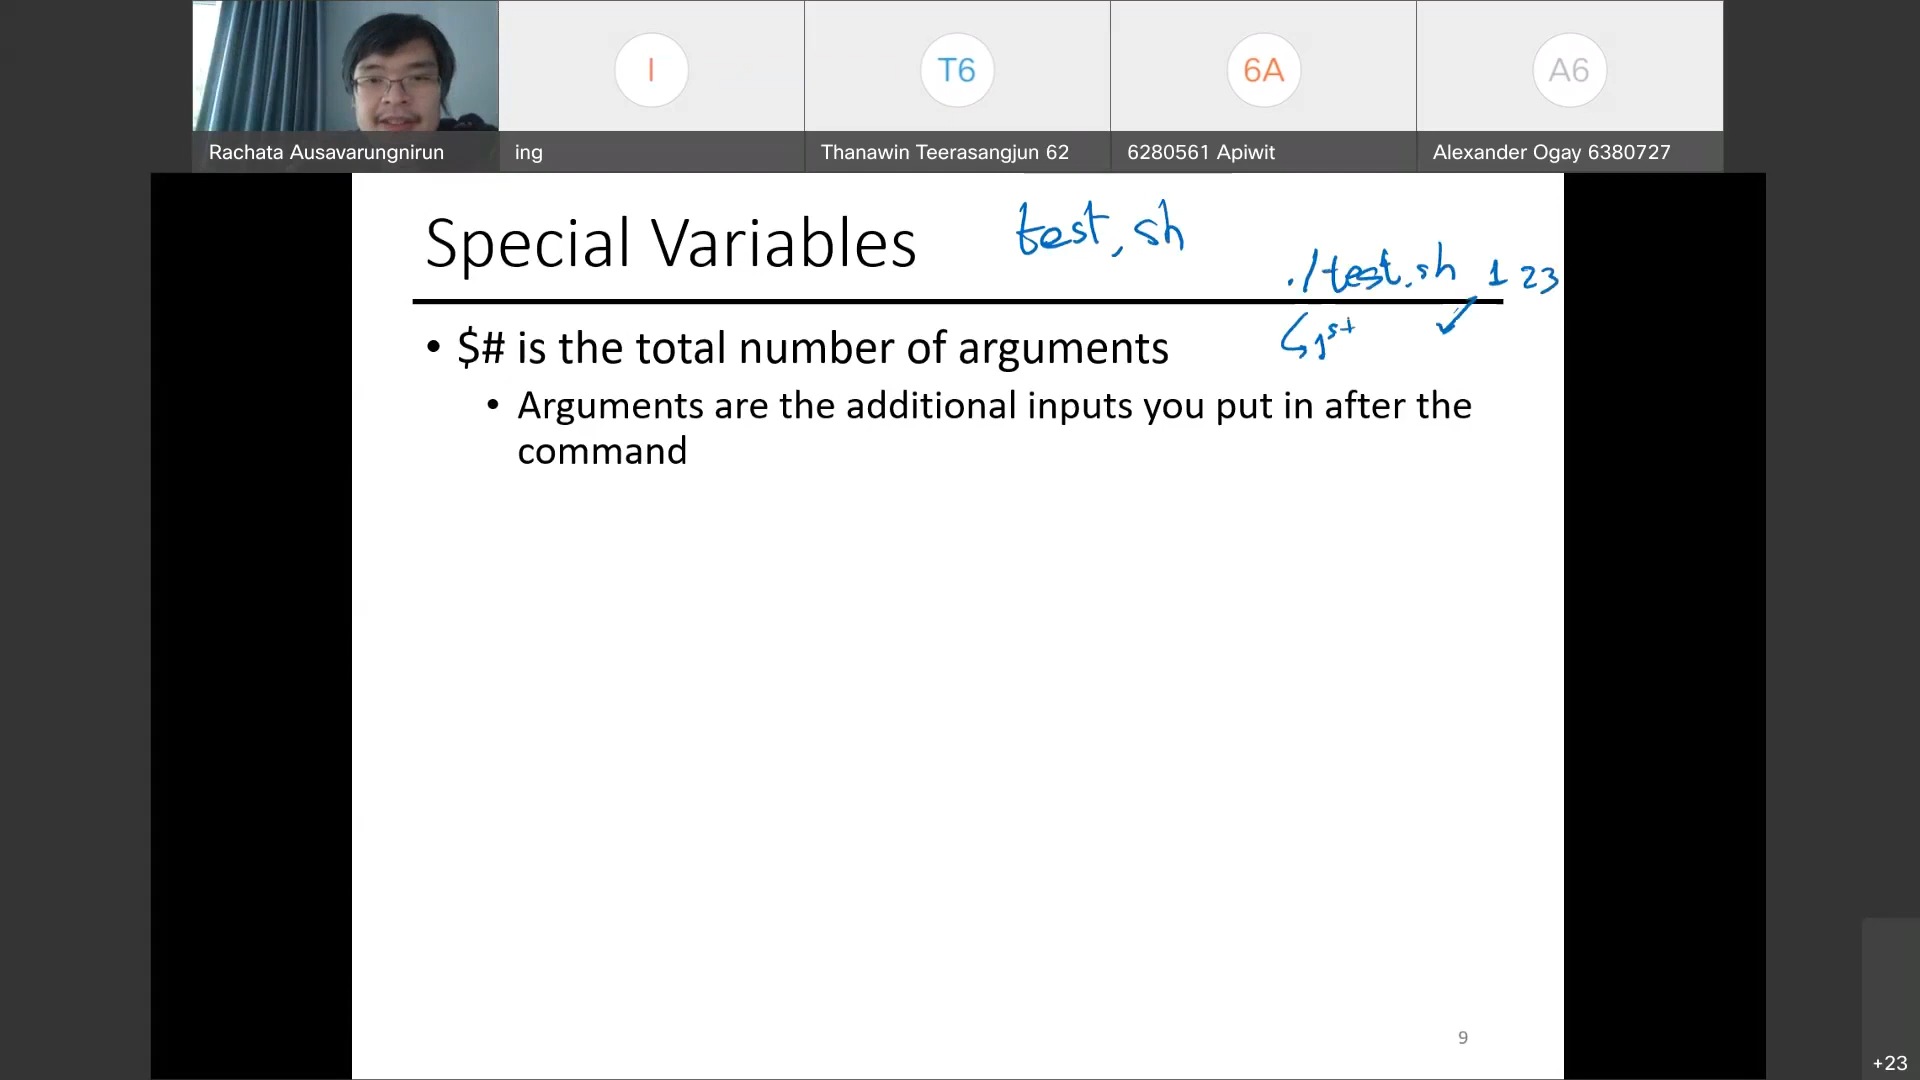 I
T6
6A
A6
Rachata Ausavarungnirun
ing
Thanawin Teerasangjun 62
6280561 Apiwit
Alexander Ogay 6380727
Special Variables
test.sh
./test.sh 1 2 3
1st
• $# is the total number of arguments
• Arguments are the additional inputs you put in after the
command
9
+23